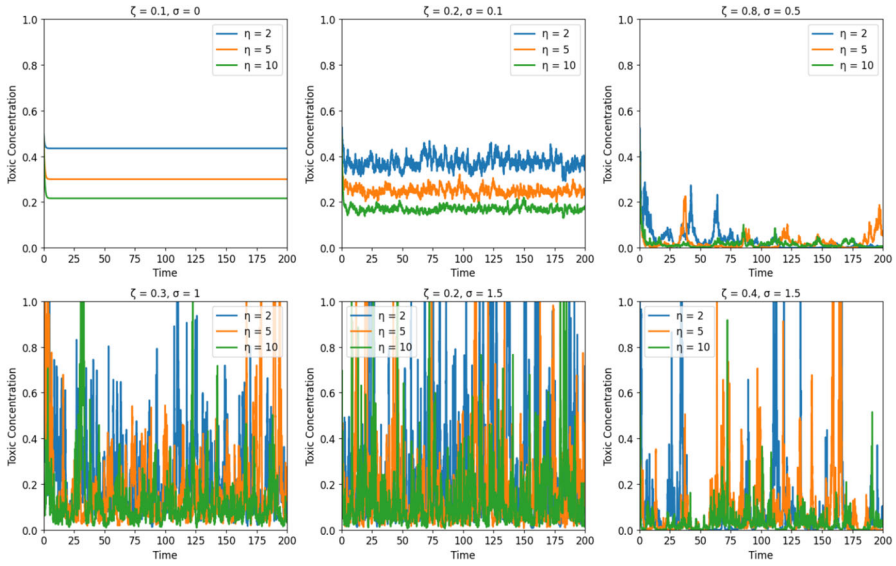 ζ = 0.1, σ = 0
ζ = 0.2, σ = 0.1
ζ = 0.8, σ = 0.5
1.0
0.8
0.6
0.4
0.2
0.0
Toxic Concentration
η = 2
η = 5
η = 10
0 25 50 75 100 125 150 175 200
Time
1.0
0.8
0.6
0.4
0.2
0.0
Toxic Concentration
η = 2
η = 5
η = 10
0 25 50 75 100 125 150 175 200
Time
1.0
0.8
0.6
0.4
0.2
0.0
Toxic Concentration
η = 2
η = 5
η = 10
0 25 50 75 100 125 150 175 200
Time
ζ = 0.3, σ = 1
ζ = 0.2, σ = 1.5
ζ = 0.4, σ = 1.5
1.0
0.8
0.6
0.4
0.2
0.0
Toxic Concentration
η = 2
η = 5
η = 10
0 25 50 75 100 125 150 175 200
Time
1.0
0.8
0.6
0.4
0.2
0.0
Toxic Concentration
η = 2
η = 5
η = 10
0 25 50 75 100 125 150 175 200
Time
1.0
0.8
0.6
0.4
0.2
0.0
Toxic Concentration
η = 2
η = 5
η = 10
0 25 50 75 100 125 150 175 200
Time